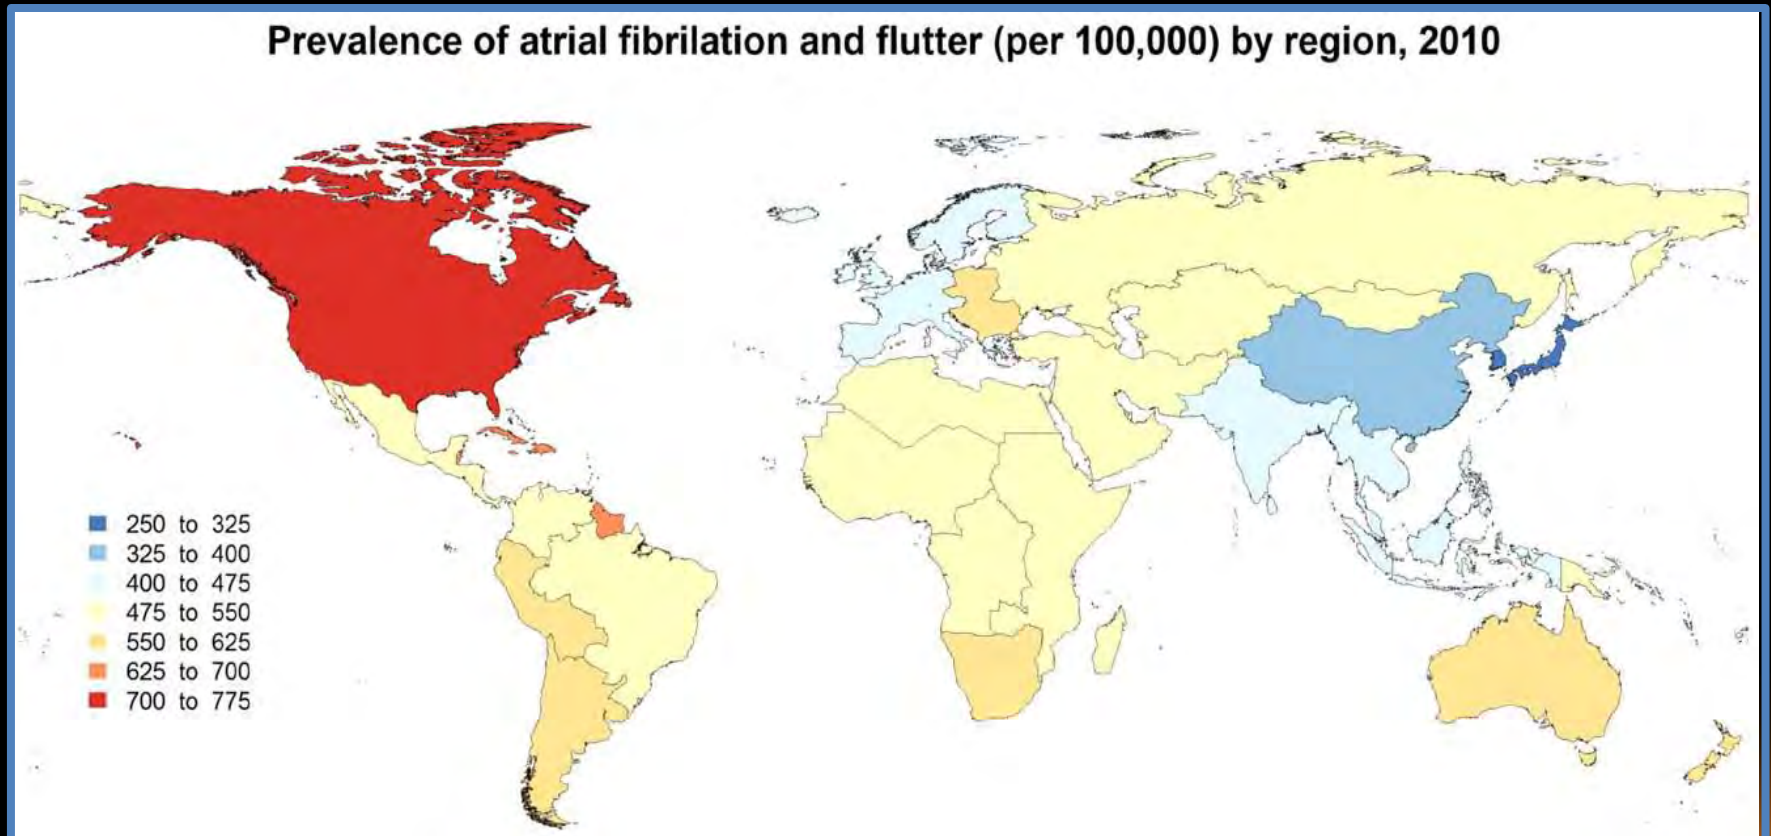 Prevalence of atrial fibrilation and flutter (per 100,000) by region, 2010
250 to 325
325 to 400
400 to 475
475 to 550
550 to 625
625 to 700
700 to 775